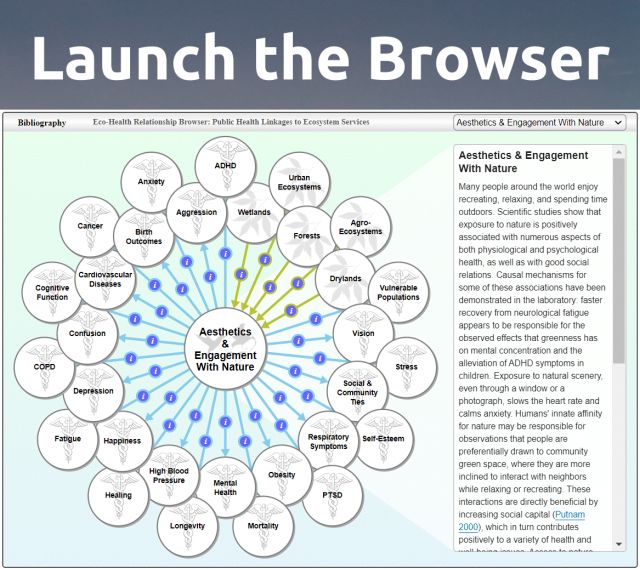 Launch the Browser
Bibliography
Eco-Health Relationship Browser: Public Health Linkages to Ecosystem Services
Aesthetics & Engagement With Nature
ADHD
Anxiety
Urban
Ecosystems
Aggression
Wetlands
Cancer
Birth
Outcomes
Forests
Agro-
Ecosystems
Cardiovascular
Diseases
Drylands
Cognitive
Function
Vulnerable
Populations
Confusion
Aesthetics
&
Engagement
With Nature
Vision
COPD
Stress
Depression
Social &
Community
Ties
Fatigue
Happiness
Respiratory
Symptoms
Self-Esteem
High Blood
Pressure
Mental
Health
Obesity
Healing
PTSD
Longevity
Mortality
Aesthetics & Engagement
With Nature
Many people around the world enjoy
recreating, relaxing, and spending time
outdoors. Scientific studies show that
exposure to nature is positively
associated with numerous aspects of
both physiological and psychological
health, as well as with good social
relations. Causal mechanisms for
some of these associations have been
demonstrated in the laboratory: faster
recovery from neurological fatigue
appears to be responsible for the
observed effects that greenness has
on mental concentration and the
alleviation of ADHD symptoms in
children. Exposure to natural scenery,
even through a window or a
photograph, slows the heart rate and
calms anxiety. Humans' innate affinity
for nature may be responsible for
observations that people are
preferentially drawn to community
green space, where they are more
inclined to interact with neighbors
while relaxing or recreating. These
interactions are directly beneficial by
increasing social capital (Putnam
2000), which in turn contributes
positively to a variety of health and